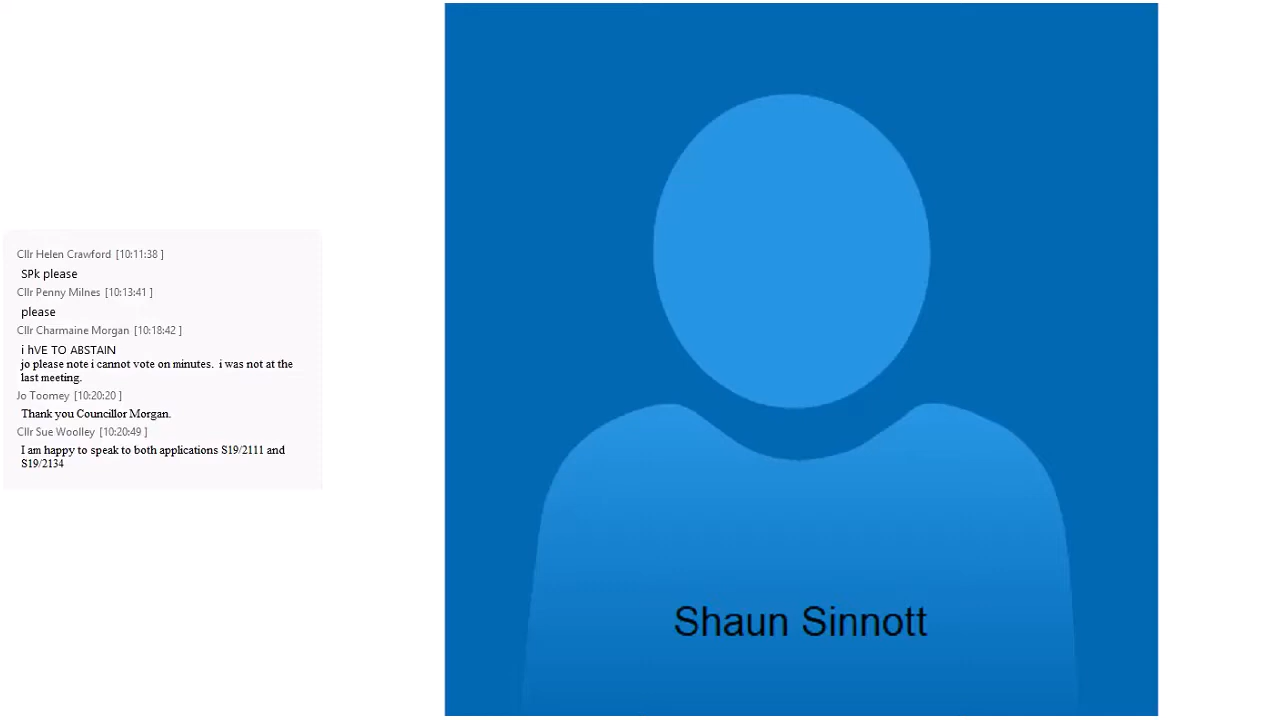 Cllr Helen Crawford [10:11:38 ]
SPk please
Cllr Penny Milnes [10:13:41 ]
please
Cllr Charmaine Morgan [10:18:42 ]
i hVE TO ABSTAIN
jo please note i cannot vote on minutes.  i was not at the
last meeting.
Jo Toomey [10:20:20 ]
Thank you Councillor Morgan.
Cllr Sue Woolley [10:20:49 ]
I am happy to speak to both applications S19/2111 and
S19/2134
Shaun Sinnott